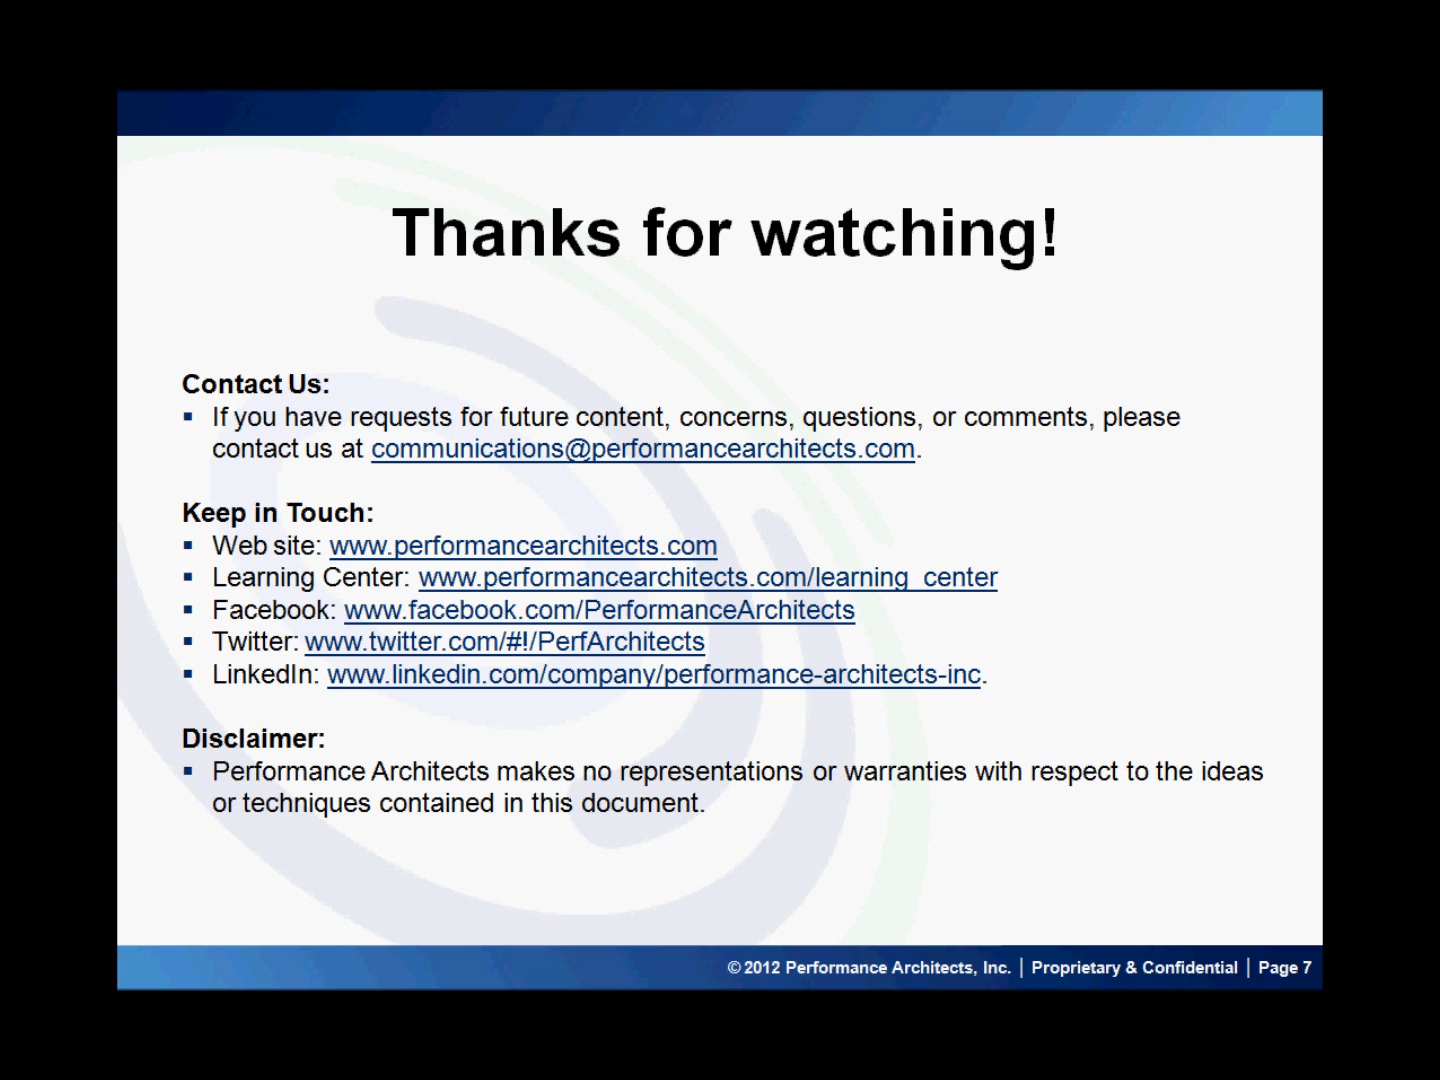 Thanks for watching!
Contact Us:
▪ If you have requests for future content, concerns, questions, or comments, please
contact us at communications@performancearchitects.com.
Keep in Touch:
▪ Web site: www.performancearchitects.com
▪ Learning Center: www.performancearchitects.com/learning_center
▪ Facebook: www.facebook.com/PerformanceArchitects
▪ Twitter: www.twitter.com/#!/PerfArchitects
▪ LinkedIn: www.linkedin.com/company/performance-architects-inc.
Disclaimer:
▪ Performance Architects makes no representations or warranties with respect to the ideas
or techniques contained in this document.
© 2012 Performance Architects, Inc. | Proprietary & Confidential | Page 7